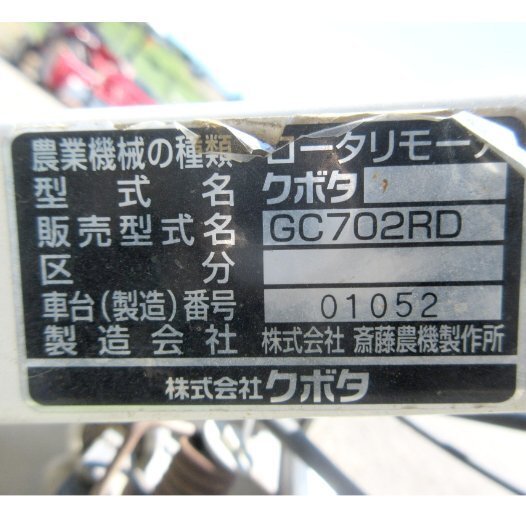 農業機械の種類 ロータリモーア
型式名 クボタ
販売型式名 GC702RD
区分
車台(製造)番号 01052
製造会社 株式会社 斎藤農機製作所
株式会社クボタ